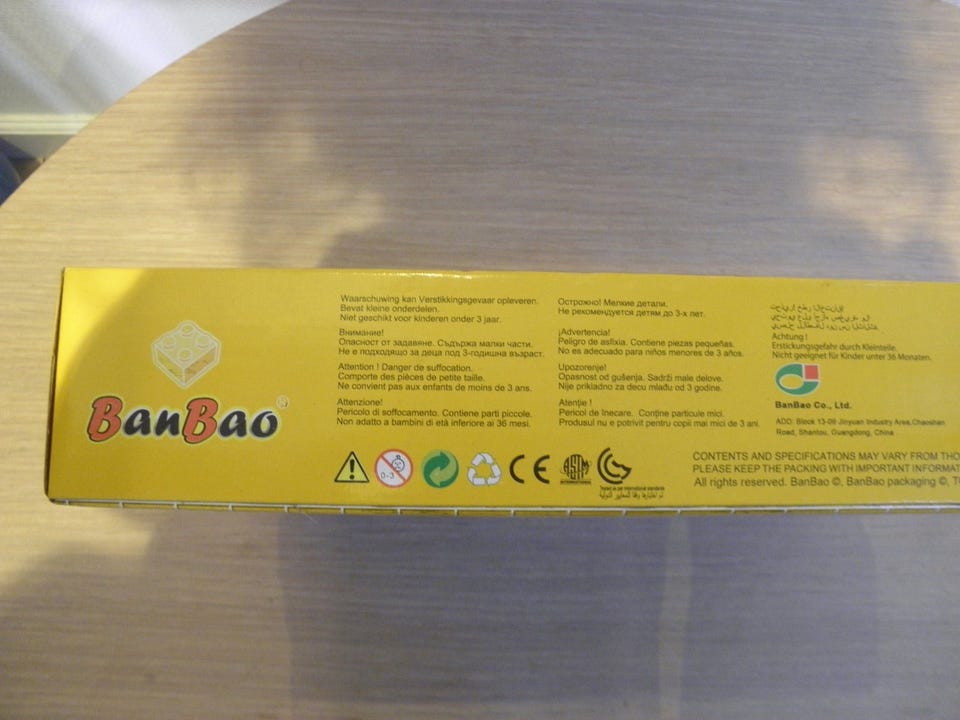 BanBao
Waarschuwing kan Verstikkingsgevaar opleveren.
Bevat kleine onderdelen.
Niet geschikt voor kinderen onder 3 jaar.
Внимание!
Опасност от задавяне. Съдържа малки части.
Не е подходящо за деца под 3-годишна възраст.
Attention ! Danger de suffocation.
Comporte des pièces de petite taille.
Ne convient pas aux enfants de moins de 3 ans.
Attenzione!
Pericolo di soffocamento. Contiene parti piccole.
Non adatto a bambini di età inferiore ai 36 mesi.
Осторожно! Мелкие детали.
Не рекомендуется детям до 3-х лет.
¡Advertencia!
Peligro de asfixia. Contiene piezas pequeñas.
No es adecuado para niños menores de 3 años.
Upozorenje!
Opasnost od gušenja. Sadrži male delove.
Nije prikladno za decu mlađu od 3 godine.
Atenție !
Pericol de Inecare. Conține particule mici.
Produsul nu e potrivit pentru copii mai mici de 3 ani
Achtung !
Erstickungsgefahr durch Kleinteile.
Nicht geeignet für Kinder unter 36 Monaten.
BanBao Co., Ltd.
ADD: Block 13-09 Jinyuan Industry Area, Chaoshan
Road, Shantou, Guangdong, China
0-3
CE
ASTM
INTERNATIONAL
CONTENTS AND SPECIFICATIONS MAY VARY FROM
PLEASE KEEP THE PACKING WITH IMPORTANT
All rights reserved. BanBao ©, BanBao packaging ©,